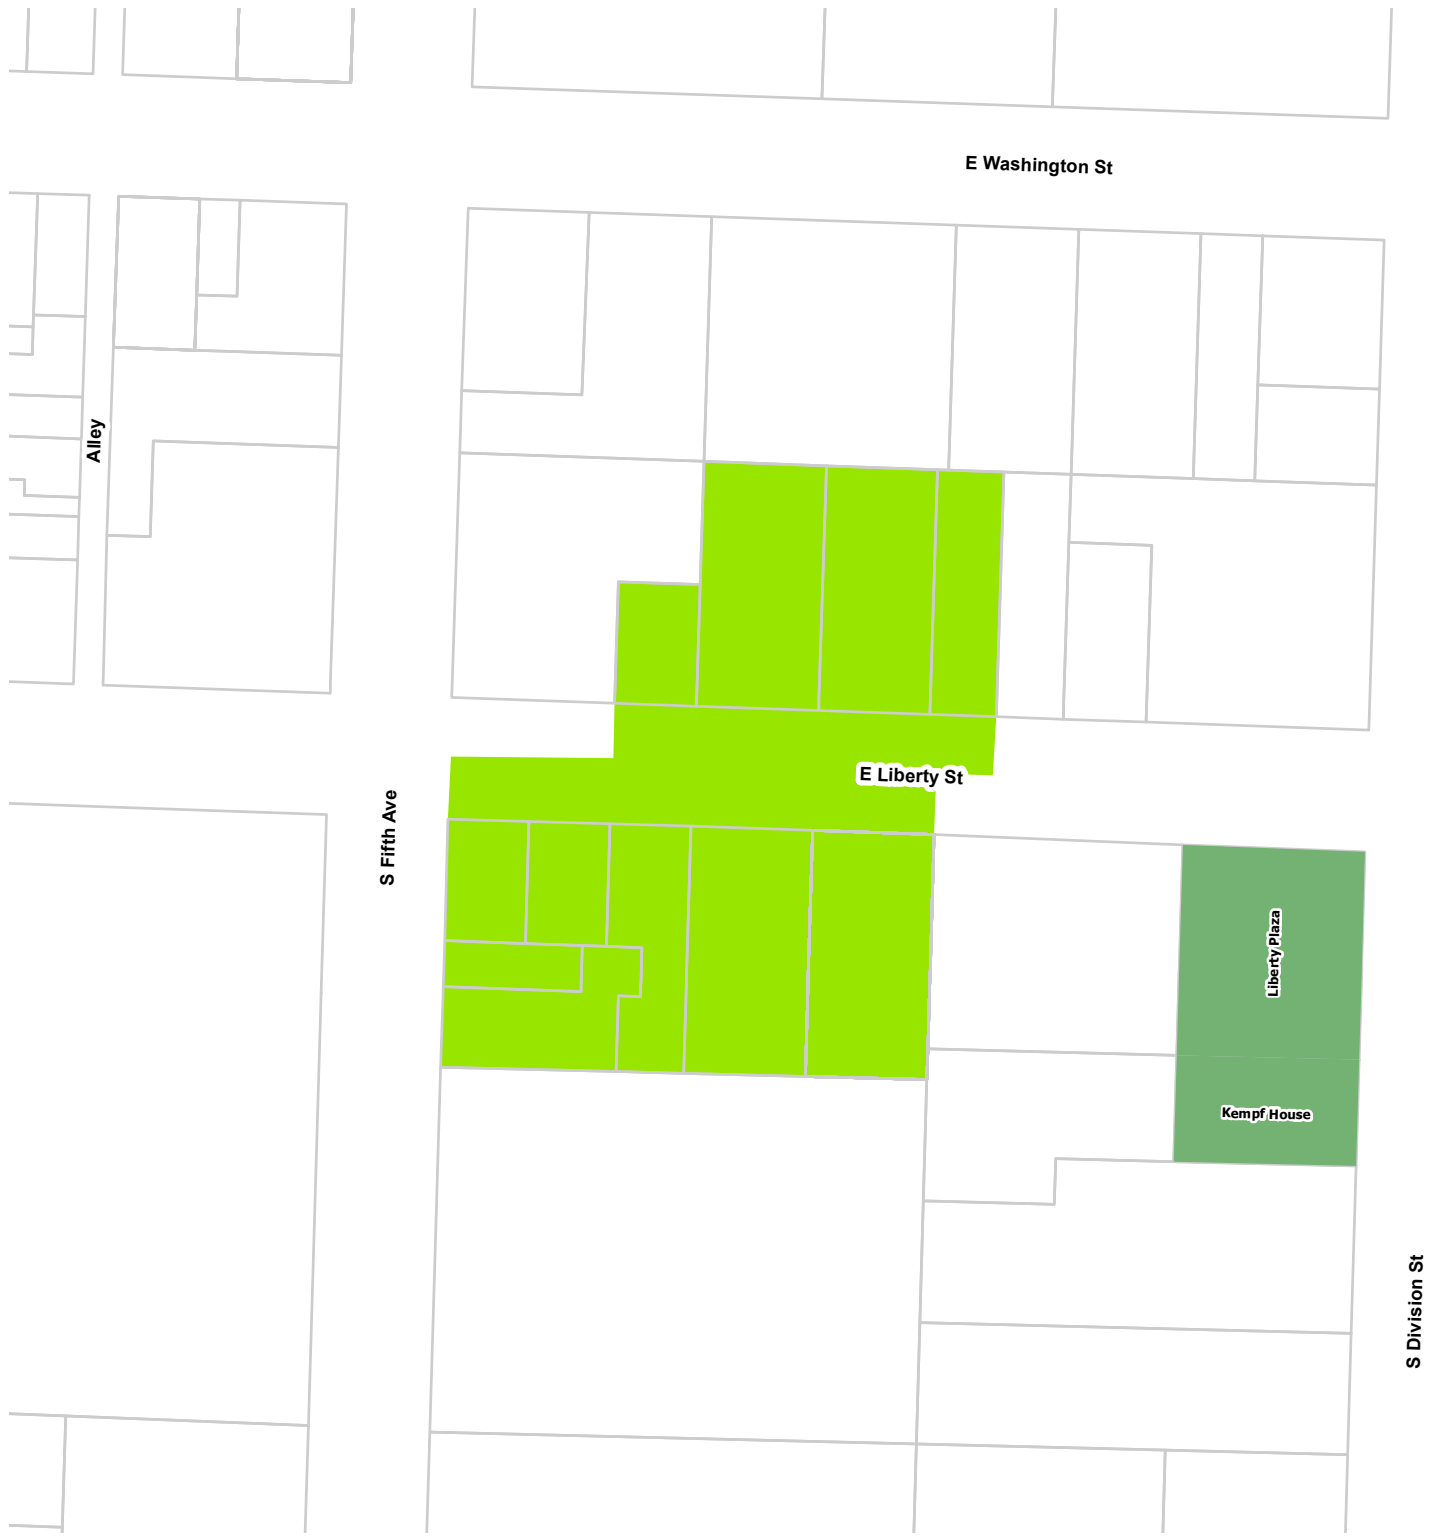 E Washington St
Alley
E Liberty St
S Fifth Ave
Liberty Plaza
Kempf House
S Division St